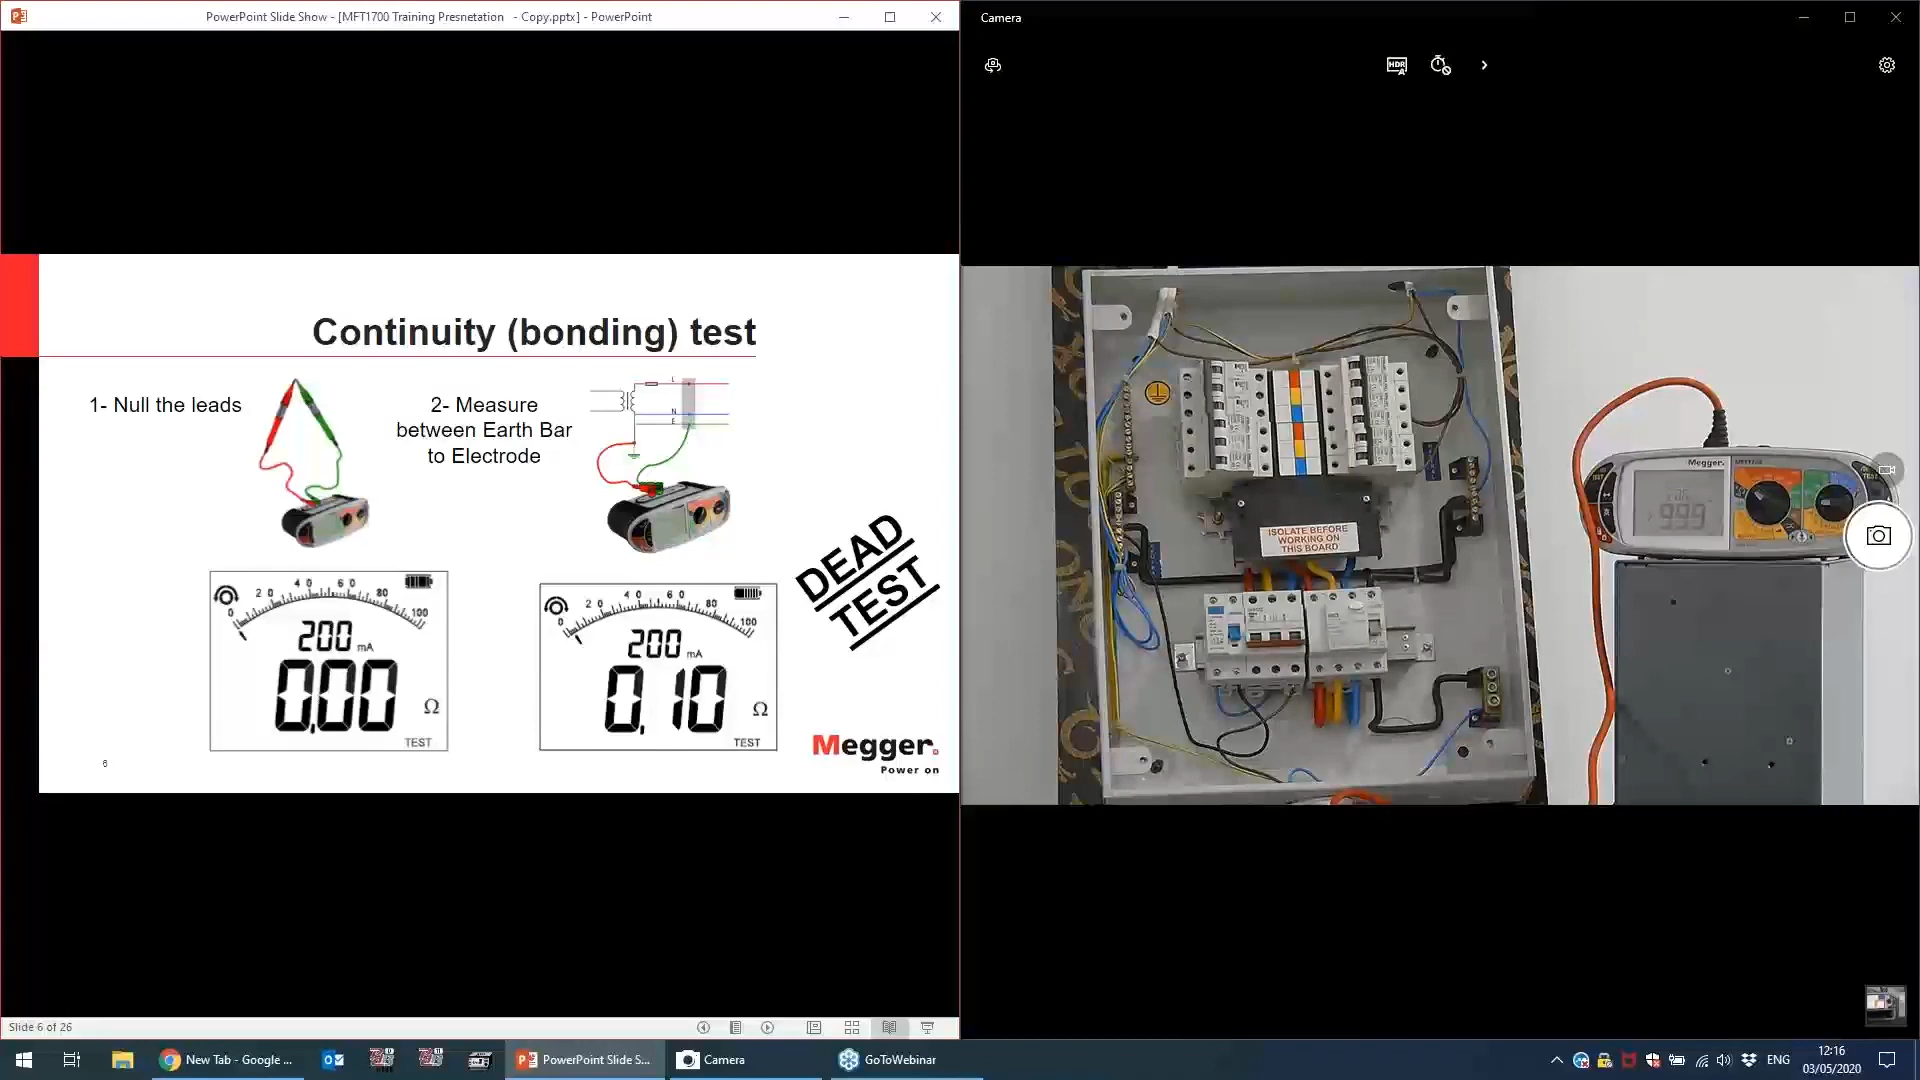 PowerPoint Slide Show - [MFT1700 Training Presnetation - Copy.pptx] - PowerPoint
Continuity (bonding) test
1- Null the leads
2- Measure
between Earth Bar
to Electrode
L
N
E
0 20 40 60 80 100
200 mA
0.00 Ω
TEST
0 20 40 60 80 100
200 mA
0.10 Ω
TEST
DEAD
TEST
Megger.
Power on
6
Slide 6 of 26
Camera
HDR
ISOLATE BEFORE
WORKING ON
THIS BOARD
Megger.
TEST
999
New Tab - Google ...
PowerPoint Slide S...
Camera
GoToWebinar
ENG
12:16
03/05/2020